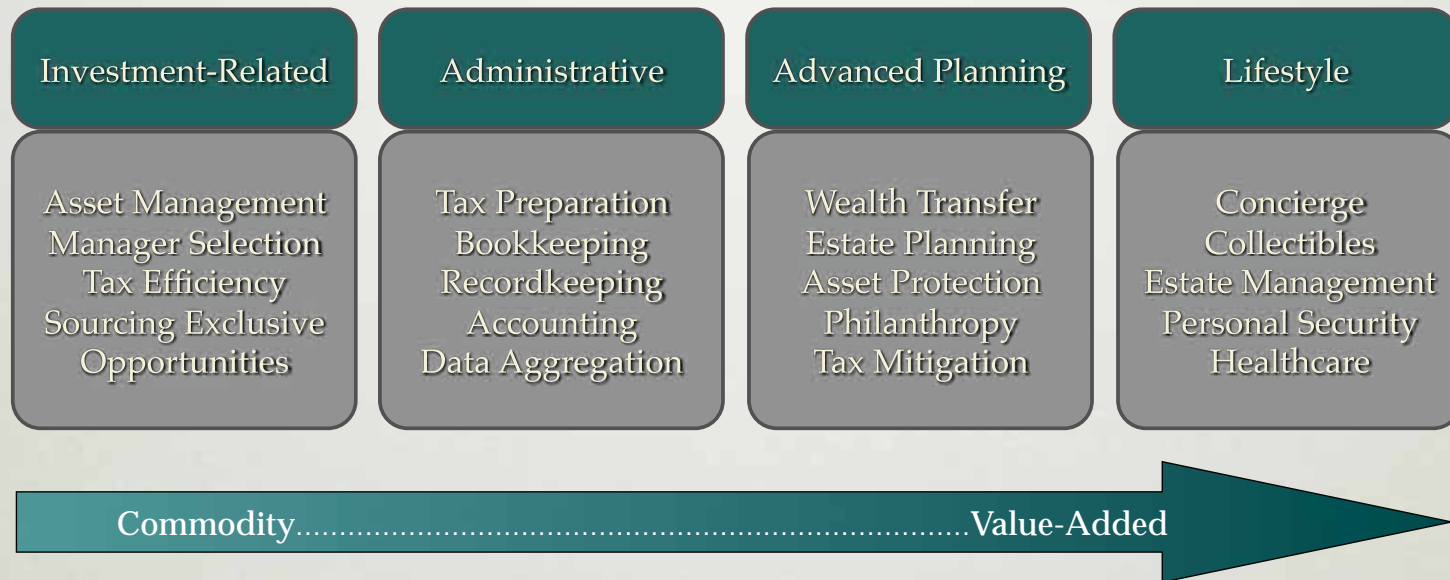 Investment-Related
Asset Management
Manager Selection
Tax Efficiency
Sourcing Exclusive
Opportunities
Administrative
Tax Preparation
Bookkeeping
Recordkeeping
Accounting
Data Aggregation
Advanced Planning
Wealth Transfer
Estate Planning
Asset Protection
Philanthropy
Tax Mitigation
Lifestyle
Concierge
Collectibles
Estate Management
Personal Security
Healthcare
Commodity..............................................................................Value-Added